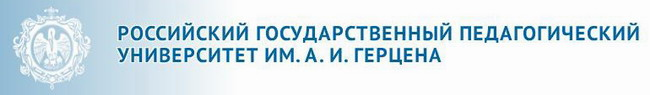 РОССИЙСКИЙ ГОСУДАРСТВЕННЫЙ ПЕДАГОГИЧЕСКИЙ
УНИВЕРСИТЕТ ИМ. А. И. ГЕРЦЕНА